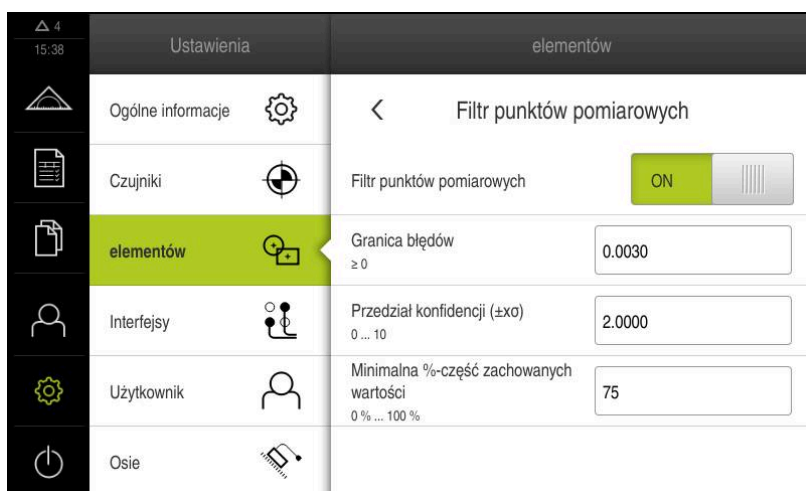 4
15:38
Ustawienia
elementów
Ogólne informacje
Czujniki
elementów
Interfejsy
Użytkownik
Osie
Filtr punktów pomiarowych
Filtr punktów pomiarowych
ON
Granica błędów
≥ 0
0.0030
Przedział konfidencji (±xσ)
0 ... 10
2.0000
Minimalna %-część zachowanych
wartości
0 % ... 100 %
75